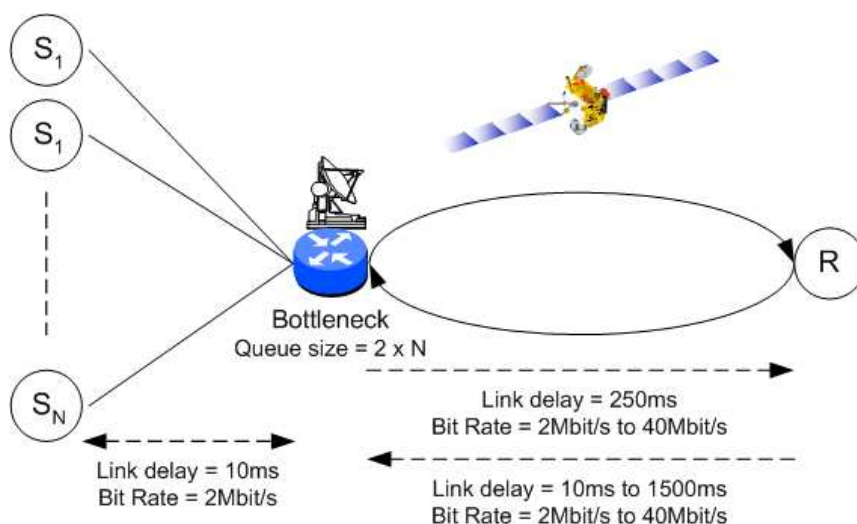 S1
S1
SN
Bottleneck
Queue size = 2 x N
R
Link delay = 10ms
Bit Rate = 2Mbit/s
Link delay = 250ms
Bit Rate = 2Mbit/s to 40Mbit/s
Link delay = 10ms to 1500ms
Bit Rate = 2Mbit/s to 40Mbit/s